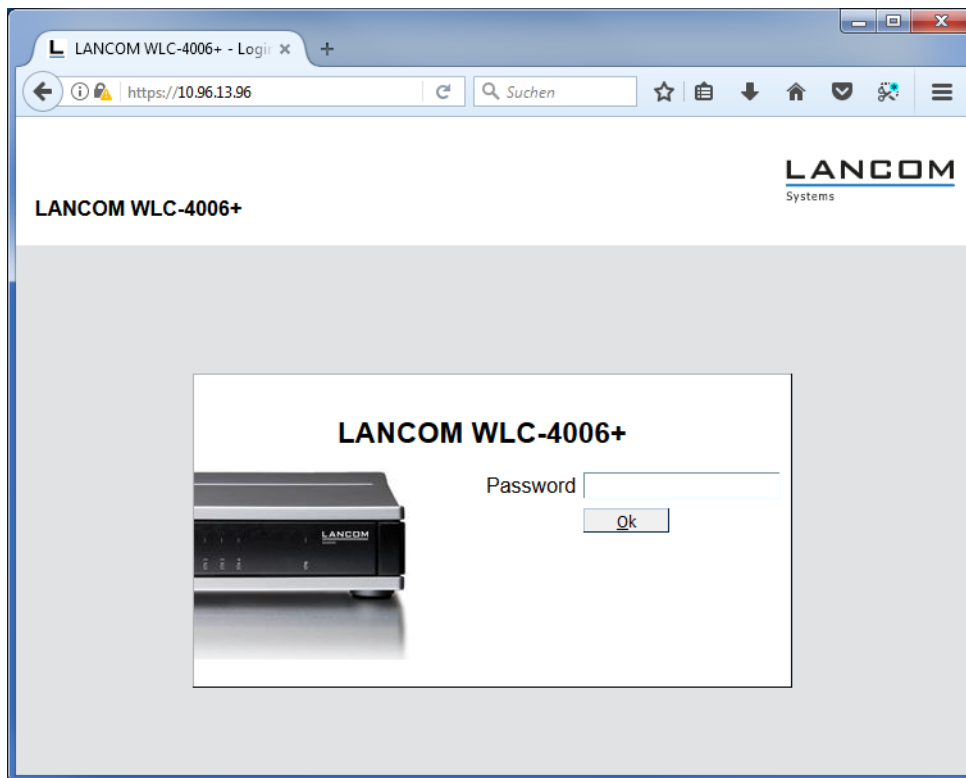 LANCOM WLC-4006+ - Login
https://10.96.13.96
Suchen
LANCOM
Systems
LANCOM WLC-4006+
LANCOM WLC-4006+
Password
LANCOM
Ok